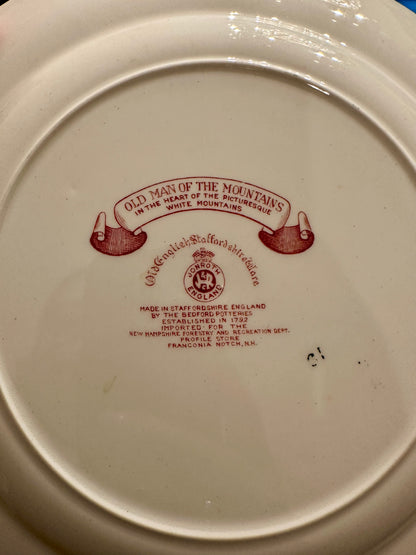 OLD MAN OF THE MOUNTAINS
IN THE HEART OF THE PICTURESQUE
WHITE MOUNTAINS
Old English Staffordshire Ware
JONROTH
ENGLAND
MADE IN STAFFORDSHIRE ENGLAND
BY THE BEDFORD POTTERIES
ESTABLISHED IN 1792
IMPORTED FOR THE
NEW HAMPSHIRE FORESTRY AND RECREATION DEPT.
PROFILE STORE
FRANCONIA NOTCH, N.H.